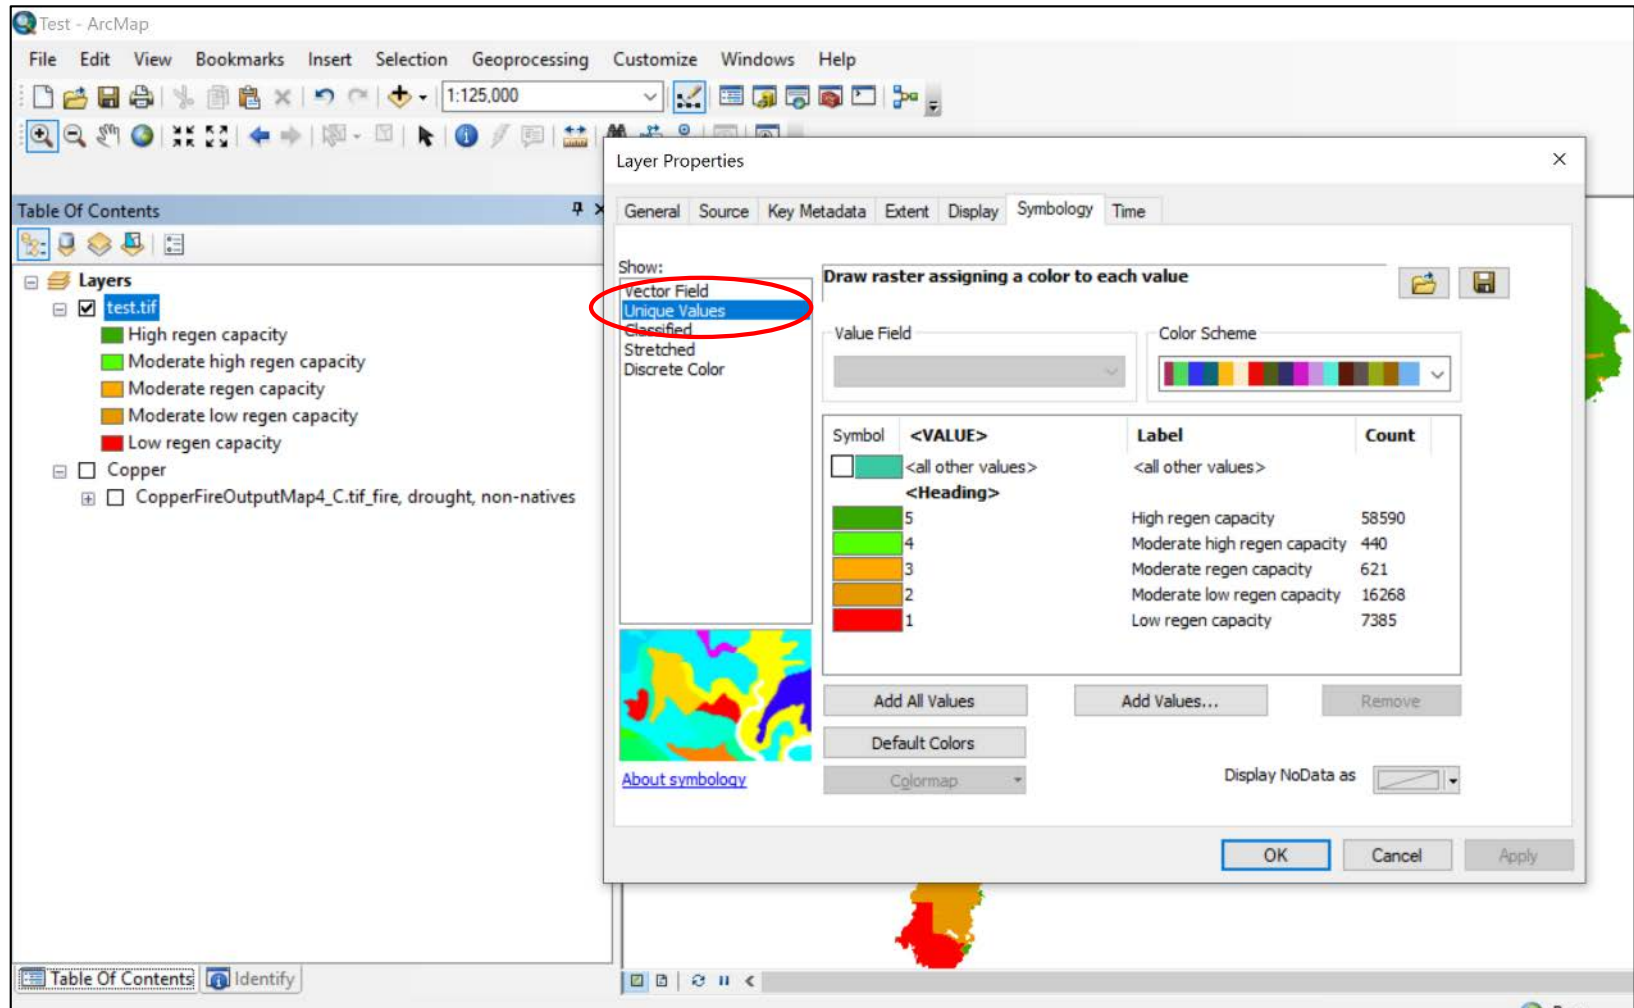 Test - ArcMap
File Edit View Bookmarks Insert Selection Geoprocessing Customize Windows Help
1:125,000
Table Of Contents
Layers
test.tif
High regen capacity
Moderate high regen capacity
Moderate regen capacity
Moderate low regen capacity
Low regen capacity
Copper
CopperFireOutputMap4_C.tif_fire, drought, non-natives
Table Of Contents Identify
Layer Properties
General Source Key Metadata Extent Display Symbology Time
Show:
Vector Field
Unique Values
Classified
Stretched
Discrete Color
About symbology
Draw raster assigning a color to each value
Value Field Color Scheme
Symbol <VALUE> Label Count
<all other values> <all other values>
<Heading>
5 High regen capacity 58590
4 Moderate high regen capacity 440
3 Moderate regen capacity 621
2 Moderate low regen capacity 16268
1 Low regen capacity 7385
Add All Values Add Values... Remove
Default Colors
Colormap Display NoData as
OK Cancel Apply